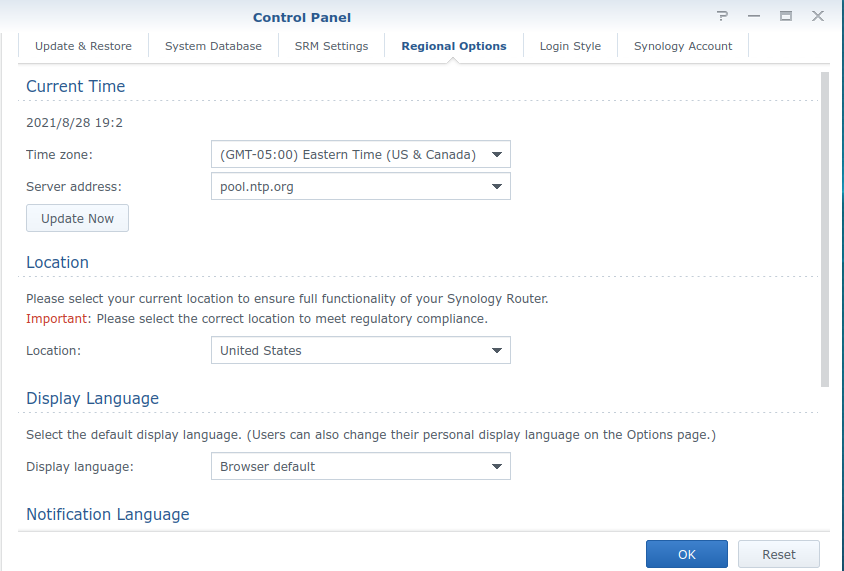 Control Panel
Update & Restore System Database SRM Settings Regional Options Login Style Synology Account
Current Time
2021/8/28 19:2
Time zone: (GMT-05:00) Eastern Time (US & Canada)
Server address: pool.ntp.org
Update Now
Location
Please select your current location to ensure full functionality of your Synology Router.
Important: Please select the correct location to meet regulatory compliance.
Location: United States
Display Language
Select the default display language. (Users can also change their personal display language on the Options page.)
Display language: Browser default
Notification Language
OK Reset